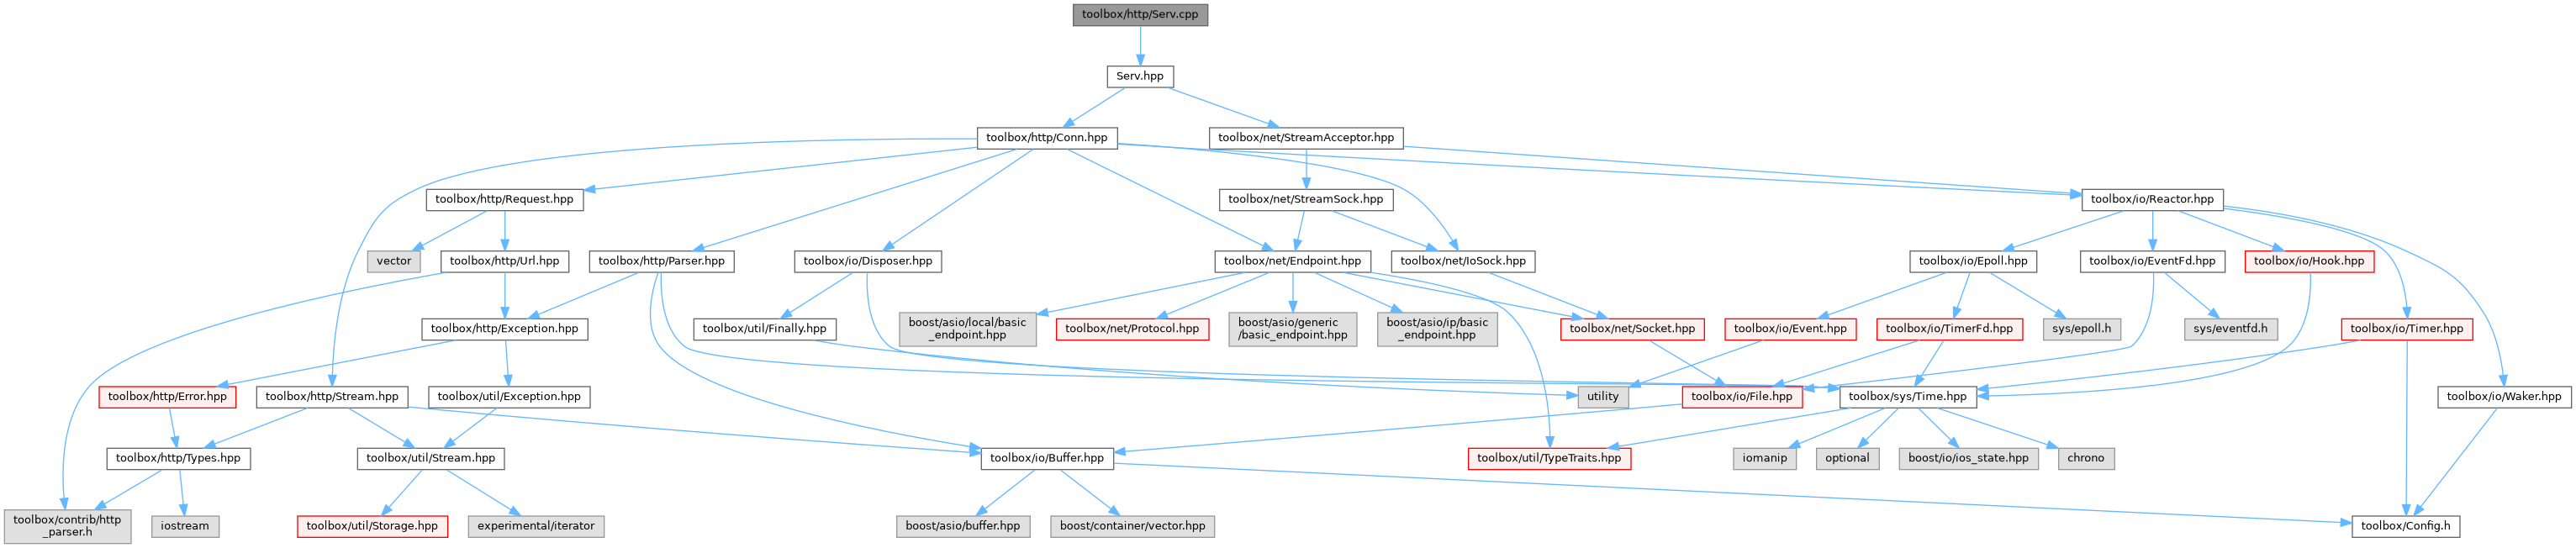 toolbox/http/Serv.cpp
Serv.hpp
toolbox/http/Conn.hpp
toolbox/net/StreamAcceptor.hpp
toolbox/http/Request.hpp
toolbox/net/StreamSock.hpp
toolbox/io/Reactor.hpp
vector
toolbox/http/Url.hpp
toolbox/http/Parser.hpp
toolbox/io/Disposer.hpp
toolbox/net/Endpoint.hpp
toolbox/net/IoSock.hpp
toolbox/io/Epoll.hpp
toolbox/io/EventFd.hpp
toolbox/io/Hook.hpp
toolbox/http/Exception.hpp
toolbox/util/Finally.hpp
boost/asio/local/basic
_endpoint.hpp
toolbox/net/Protocol.hpp
boost/asio/generic
/basic_endpoint.hpp
boost/asio/ip/basic
_endpoint.hpp
toolbox/net/Socket.hpp
toolbox/io/Event.hpp
toolbox/io/TimerFd.hpp
sys/epoll.h
sys/eventfd.h
toolbox/io/Timer.hpp
toolbox/http/Error.hpp
toolbox/http/Stream.hpp
toolbox/util/Exception.hpp
utility
toolbox/io/File.hpp
toolbox/sys/Time.hpp
toolbox/io/Waker.hpp
toolbox/http/Types.hpp
toolbox/util/Stream.hpp
toolbox/io/Buffer.hpp
toolbox/util/TypeTraits.hpp
iomanip
optional
boost/io/ios_state.hpp
chrono
toolbox/contrib/http
_parser.h
iostream
toolbox/util/Storage.hpp
experimental/iterator
boost/asio/buffer.hpp
boost/container/vector.hpp
toolbox/Config.h